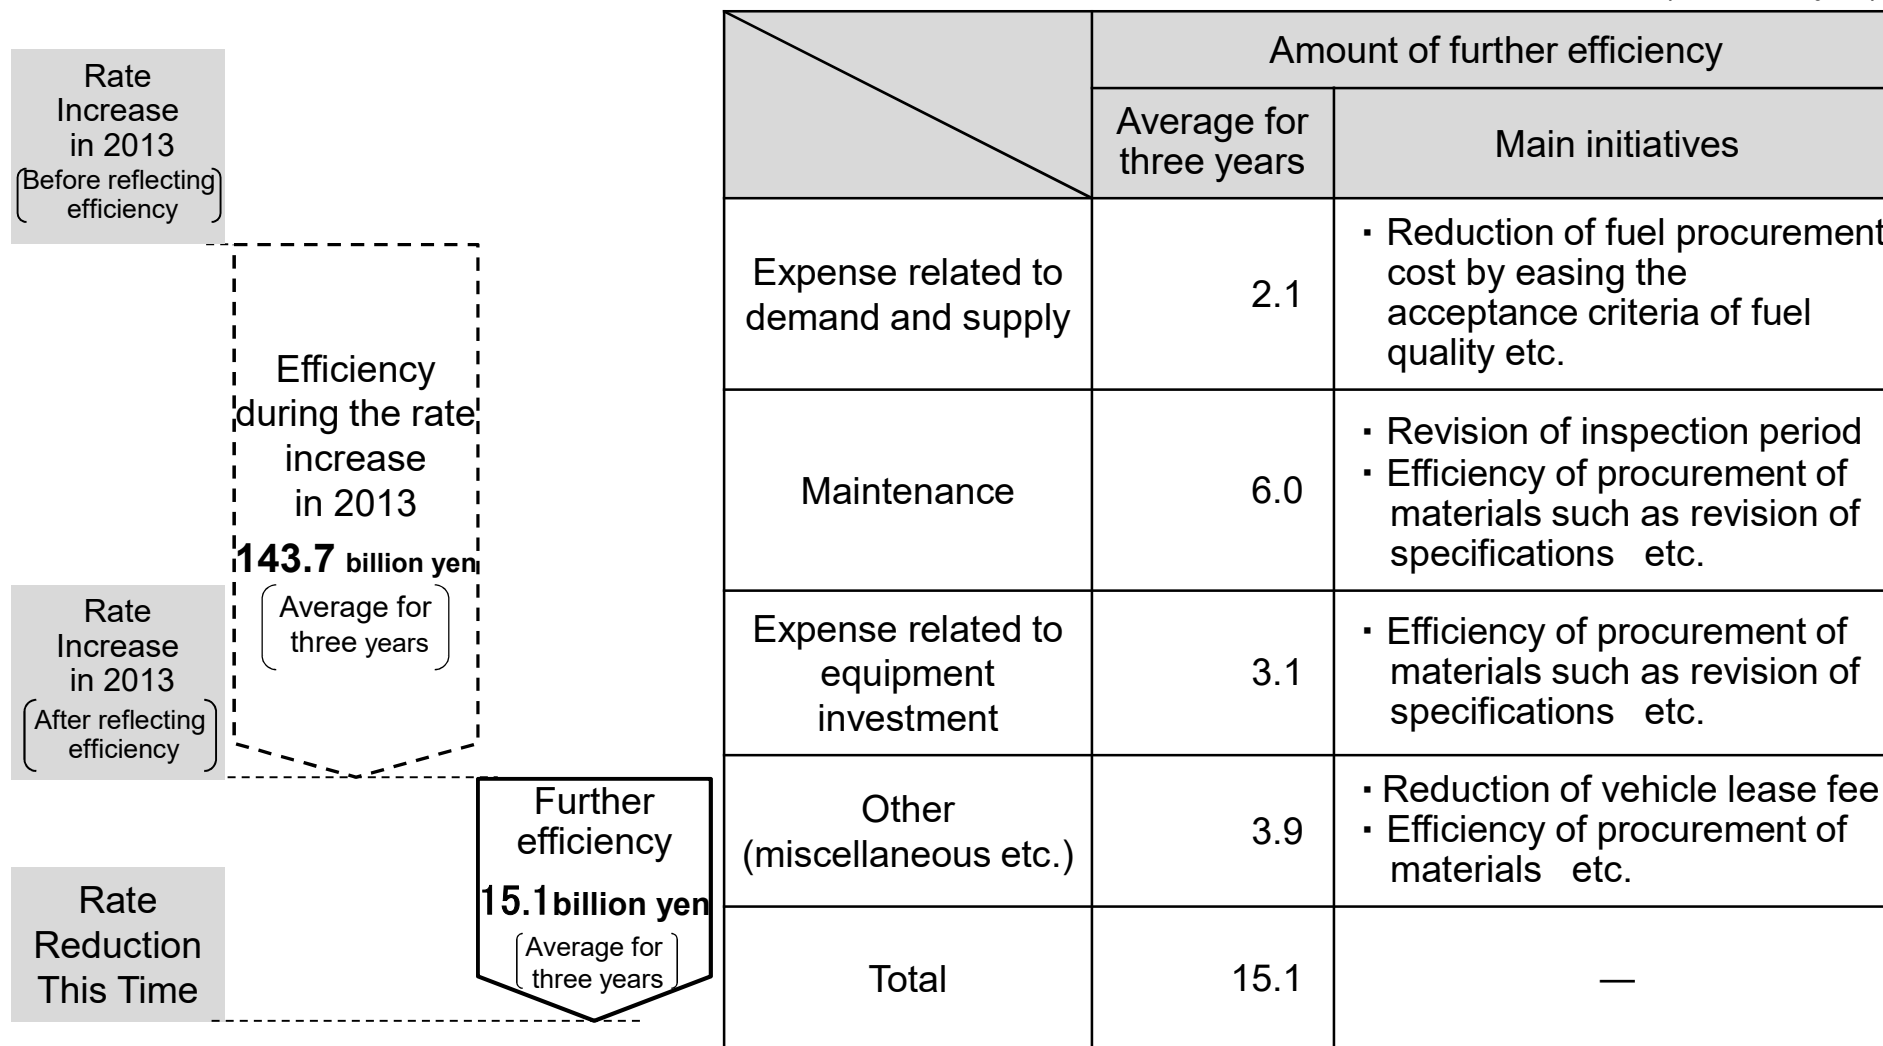 Rate
Increase
in 2013
Before reflecting
efficiency
Efficiency
during the rate
increase
in 2013
143.7 billion yen
Average for
three years
Rate
Increase
in 2013
After reflecting
efficiency
Further
efficiency
15.1billion yen
Average for
three years
Rate
Reduction
This Time
Amount of further efficiency
Average for
three years
Main initiatives
Expense related to
demand and supply
2.1
・Reduction of fuel procurement
cost by easing the
acceptance criteria of fuel
quality etc.
Maintenance
6.0
・Revision of inspection period
・Efficiency of procurement of
materials such as revision of
specifications etc.
Expense related to
equipment
investment
3.1
・Efficiency of procurement of
materials such as revision of
specifications etc.
Other
(miscellaneous etc.)
3.9
・Reduction of vehicle lease fee
・Efficiency of procurement of
materials etc.
Total
15.1
―